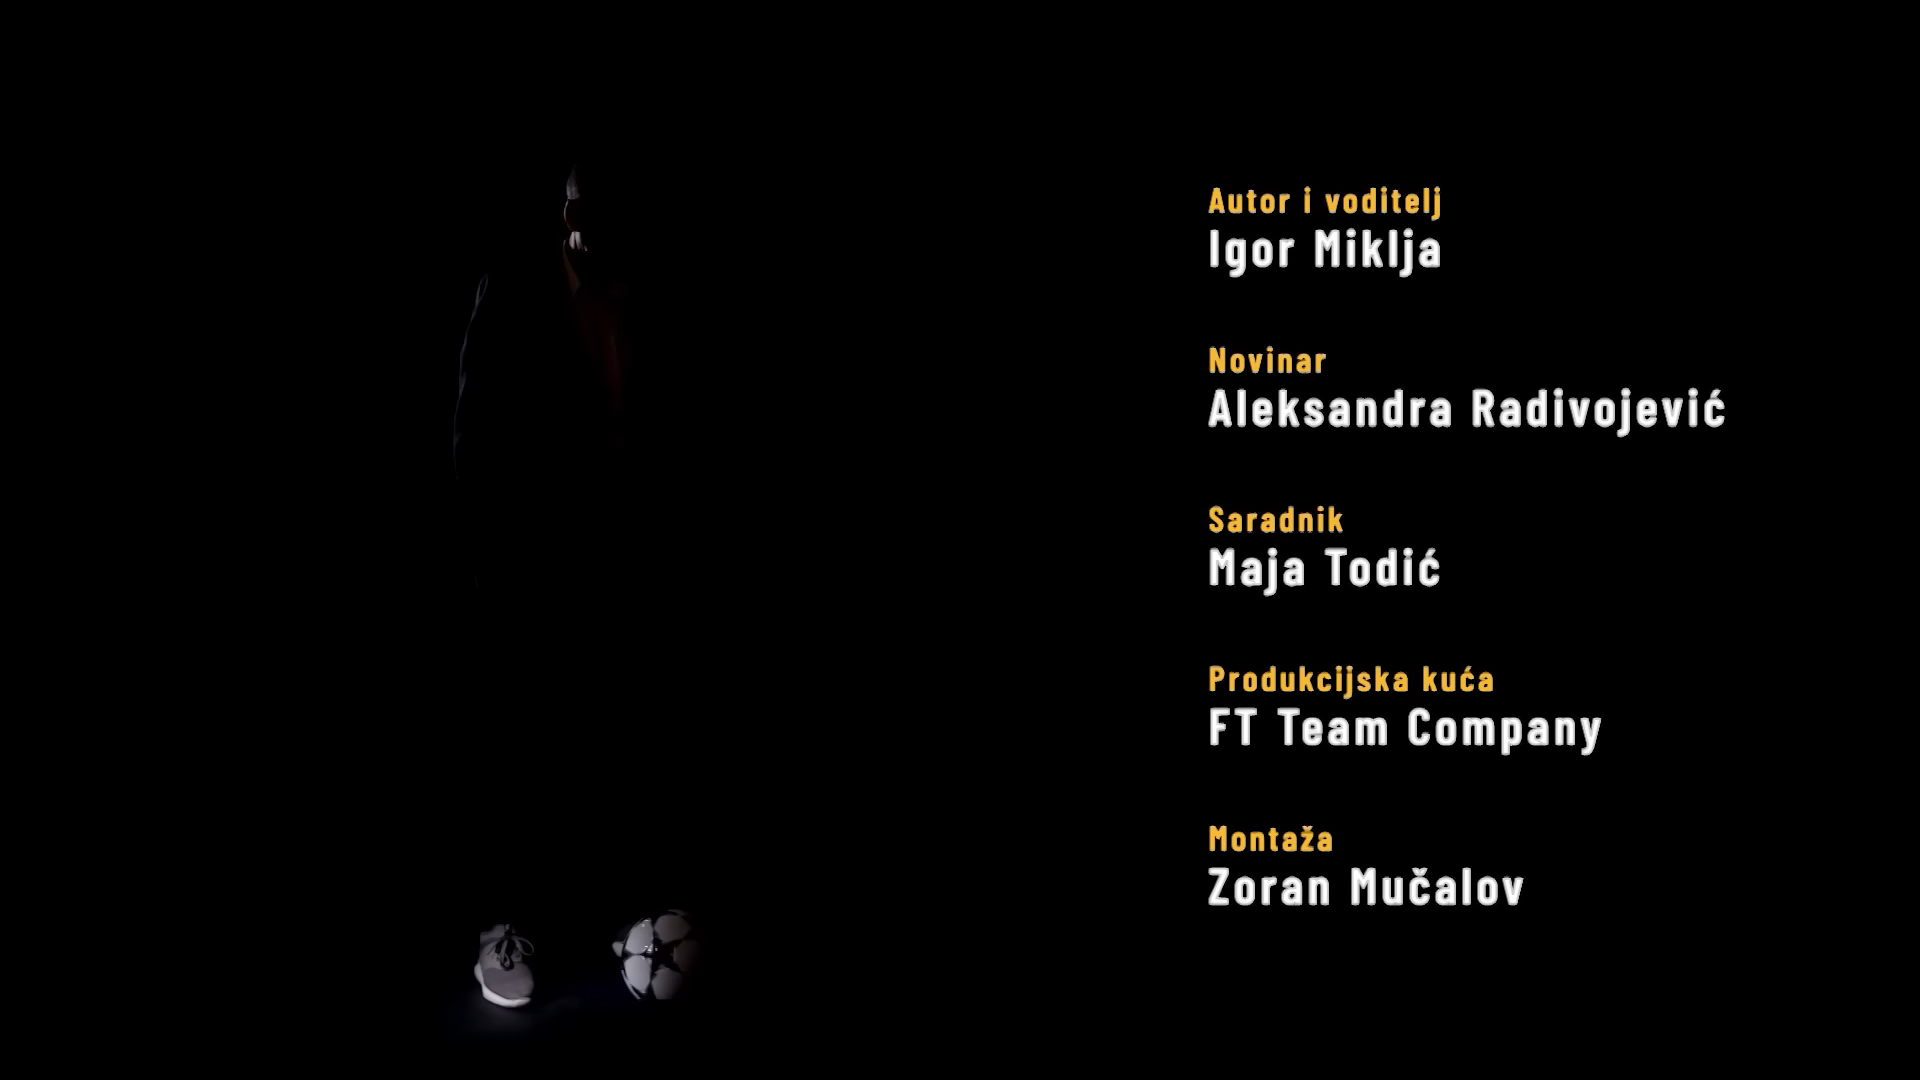 Autor i voditelj
Igor Miklja
Novinar
Aleksandra Radivojević
Saradnik
Maja Todić
Produkcijska kuća
FT Team Company
Montaža
Zoran Mučalov